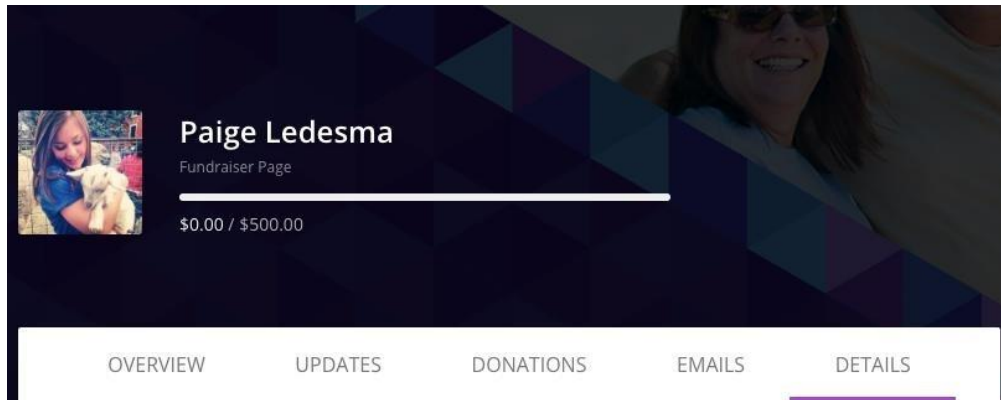 Paige Ledesma
Fundraiser Page
$0.00 / $500.00
OVERVIEW UPDATES DONATIONS EMAILS DETAILS